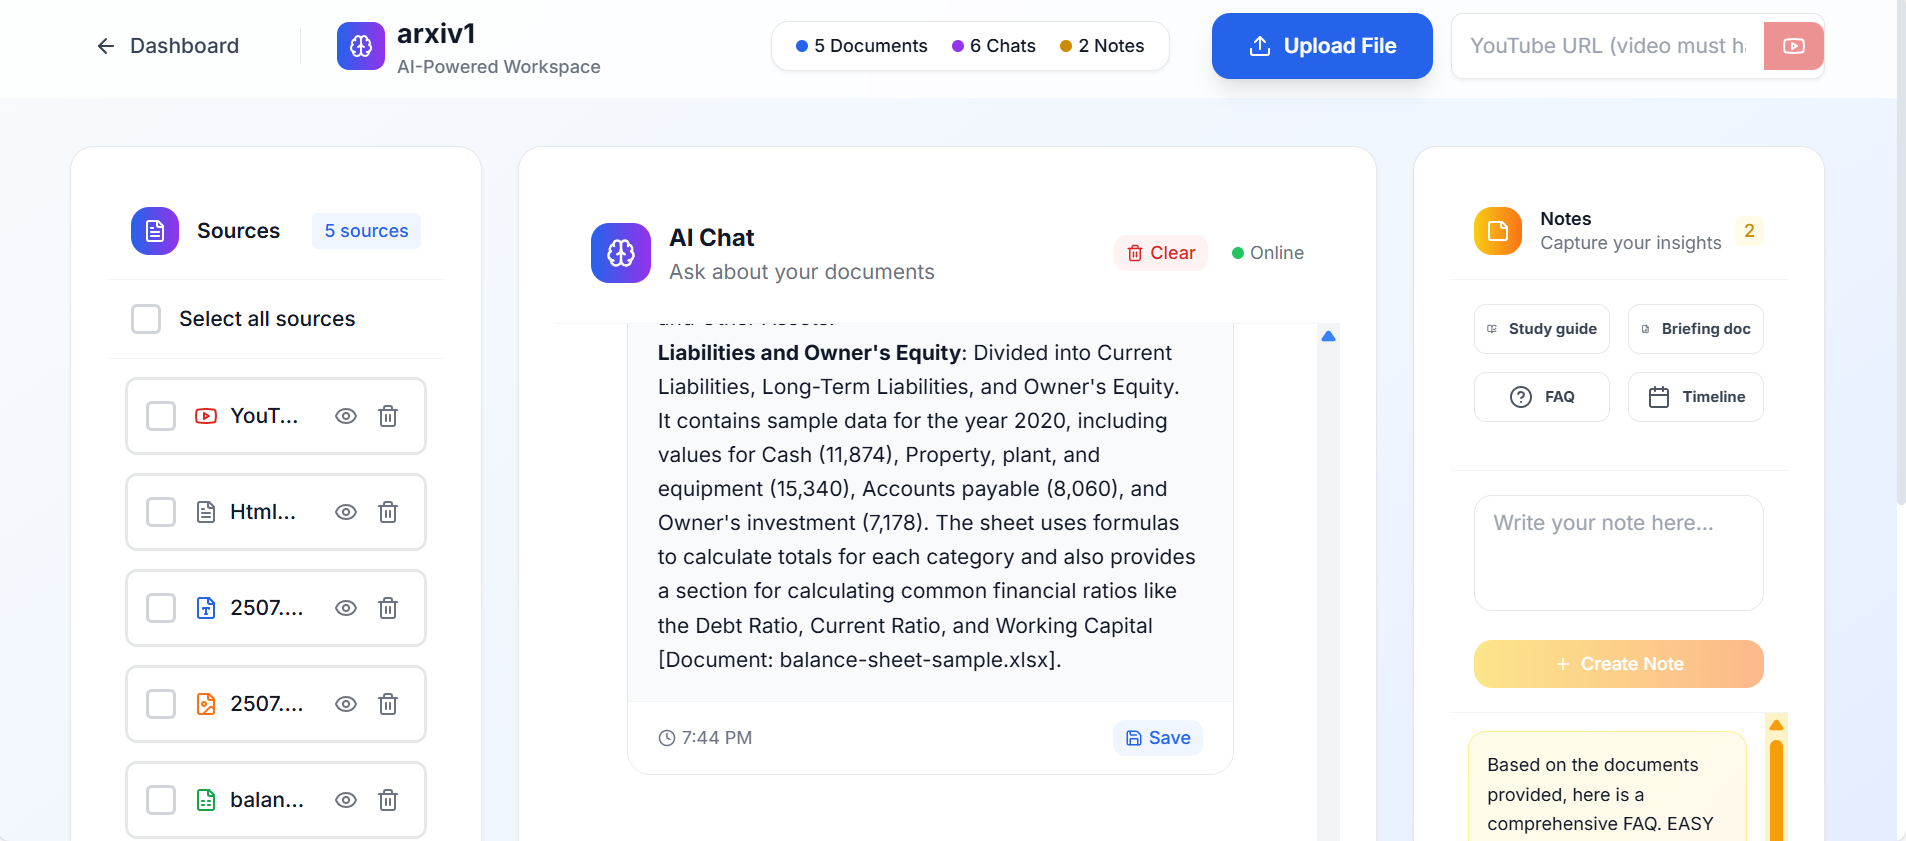 Dashboard
arxiv1
AI-Powered Workspace
5 Documents
6 Chats
2 Notes
Upload File
YouTube URL (video must ha
Sources
5 sources
Select all sources
YouT...
Html...
2507....
2507....
balan...
AI Chat
Ask about your documents
Clear
Online
and Other Assets.
Liabilities and Owner's Equity: Divided into Current
Liabilities, Long-Term Liabilities, and Owner's Equity.
It contains sample data for the year 2020, including
values for Cash (11,874), Property, plant, and
equipment (15,340), Accounts payable (8,060), and
Owner's investment (7,178). The sheet uses formulas
to calculate totals for each category and also provides
a section for calculating common financial ratios like
the Debt Ratio, Current Ratio, and Working Capital
[Document: balance-sheet-sample.xlsx].
7:44 PM
Save
Notes
Capture your insights
2
Study guide
Briefing doc
FAQ
Timeline
Write your note here...
+ Create Note
Based on the documents
provided, here is a
comprehensive FAQ. EASY